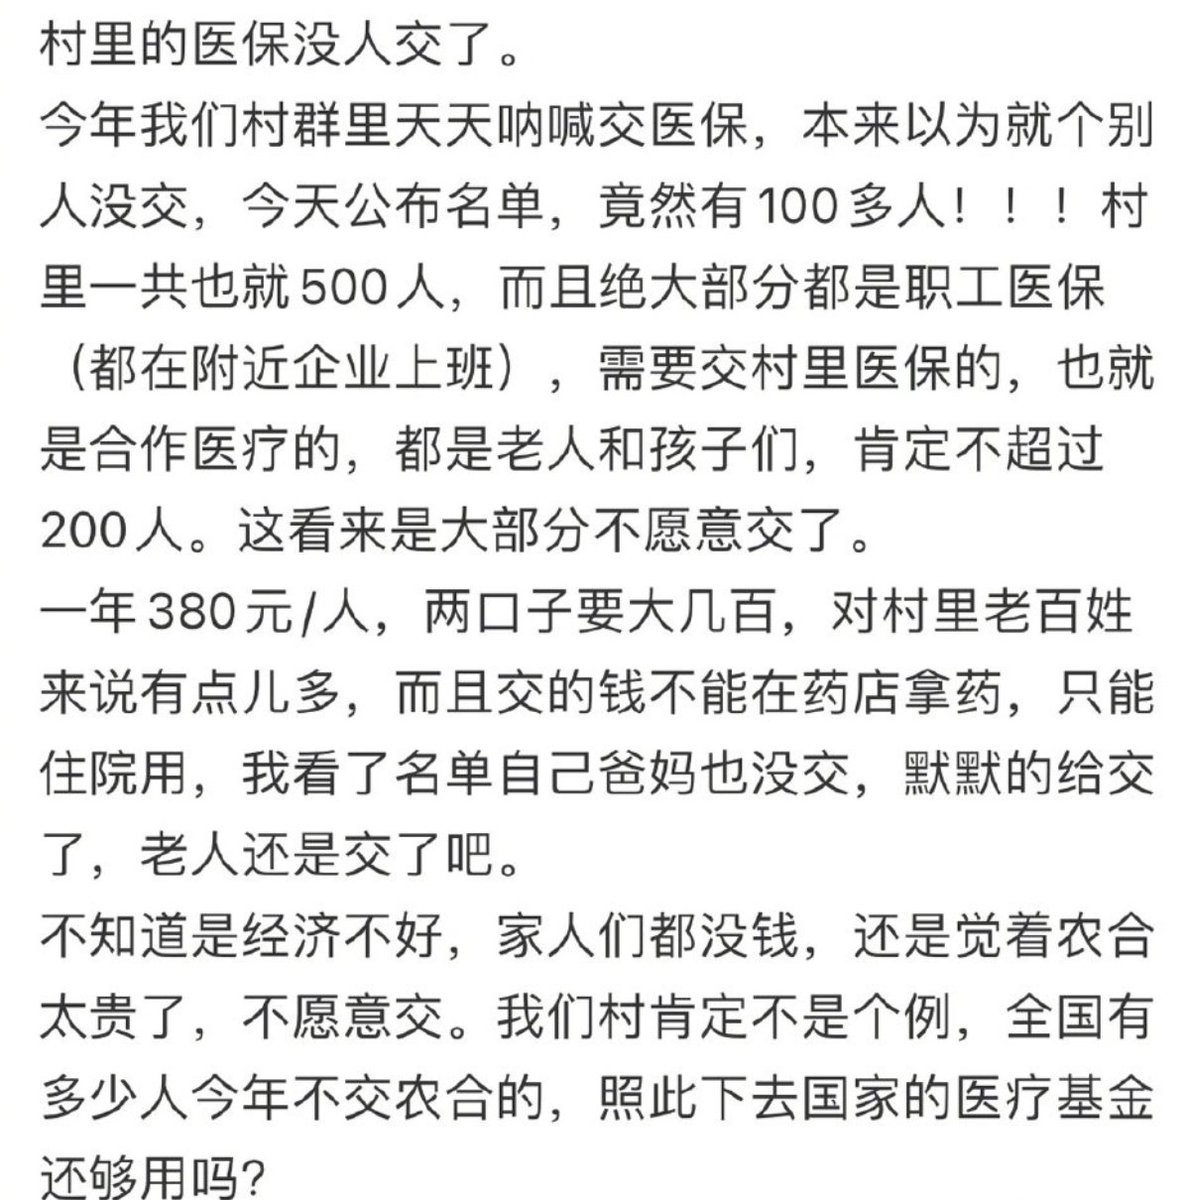 村里的医保没人交了。
今年我们村群里天天呐喊交医保，本来以为就个别
人没交，今天公布名单，竟然有100多人！！！村
里一共也就500人，而且绝大部分都是职工医保
（都在附近企业上班），需要交村里医保的，也就
是合作医疗的，都是老人和孩子们，肯定不超过
200人。这看来是大部分不愿意交了。
一年380元/人，两口子要大几百，对村里老百姓
来说有点儿多，而且交的钱不能在药店拿药，只能
住院用，我看了名单自己爸妈也没交，默默的给交
了，老人还是交了吧。
不知道是经济不好，家人们都没钱，还是觉着农合
太贵了，不愿意交。我们村肯定不是个例，全国有
多少人今年不交农合的，照此下去国家的医疗基金
还够用吗？